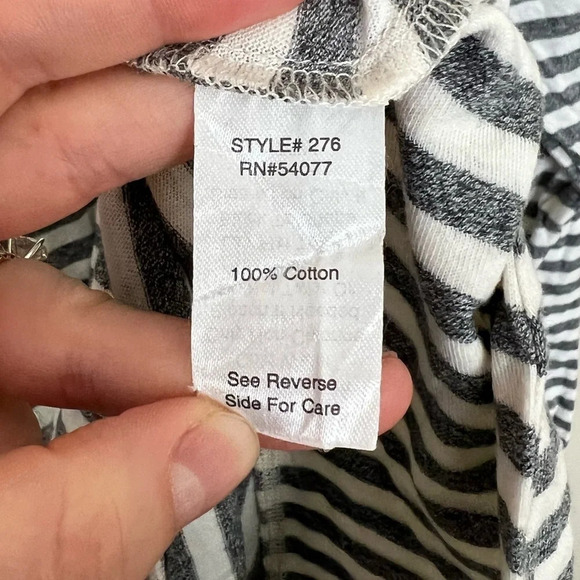 STYLE# 276
RN#54077
100% Cotton
See Reverse
Side For Care